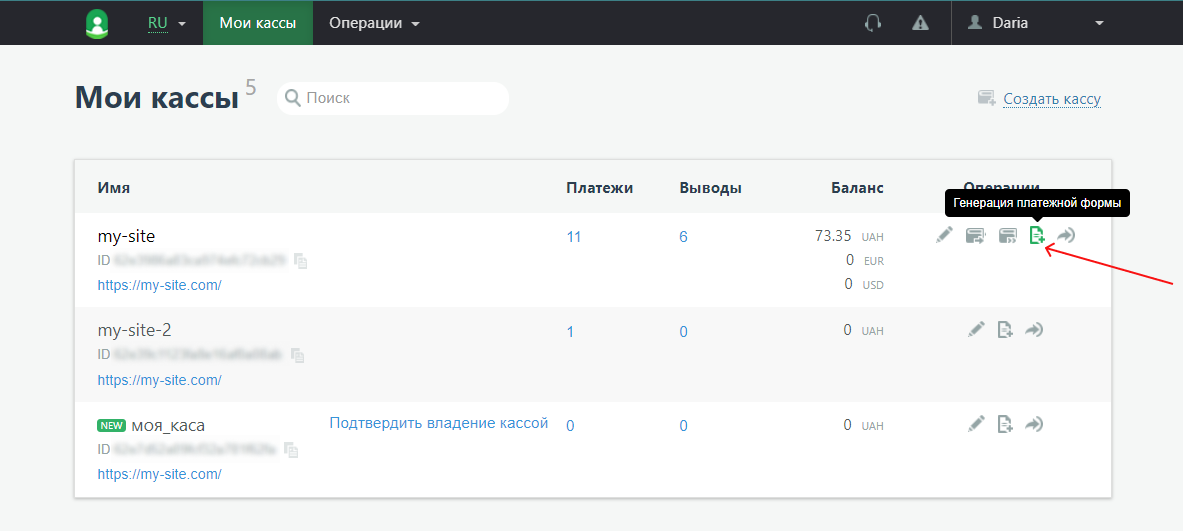 RU Мои кассы Операции Daria
Мои кассы 5 Поиск Создать кассу
Имя Платежи Выводы Баланс Операции
Генерация платежной формы
my-site 11 6 73.35 UAH
ID 0 EUR
https://my-site.com/ 0 USD
my-site-2 1 0 0 UAH
ID
https://my-site.com/
NEW моя_каса Подтвердить владение кассой 0 0 0 UAH
ID
https://my-site.com/